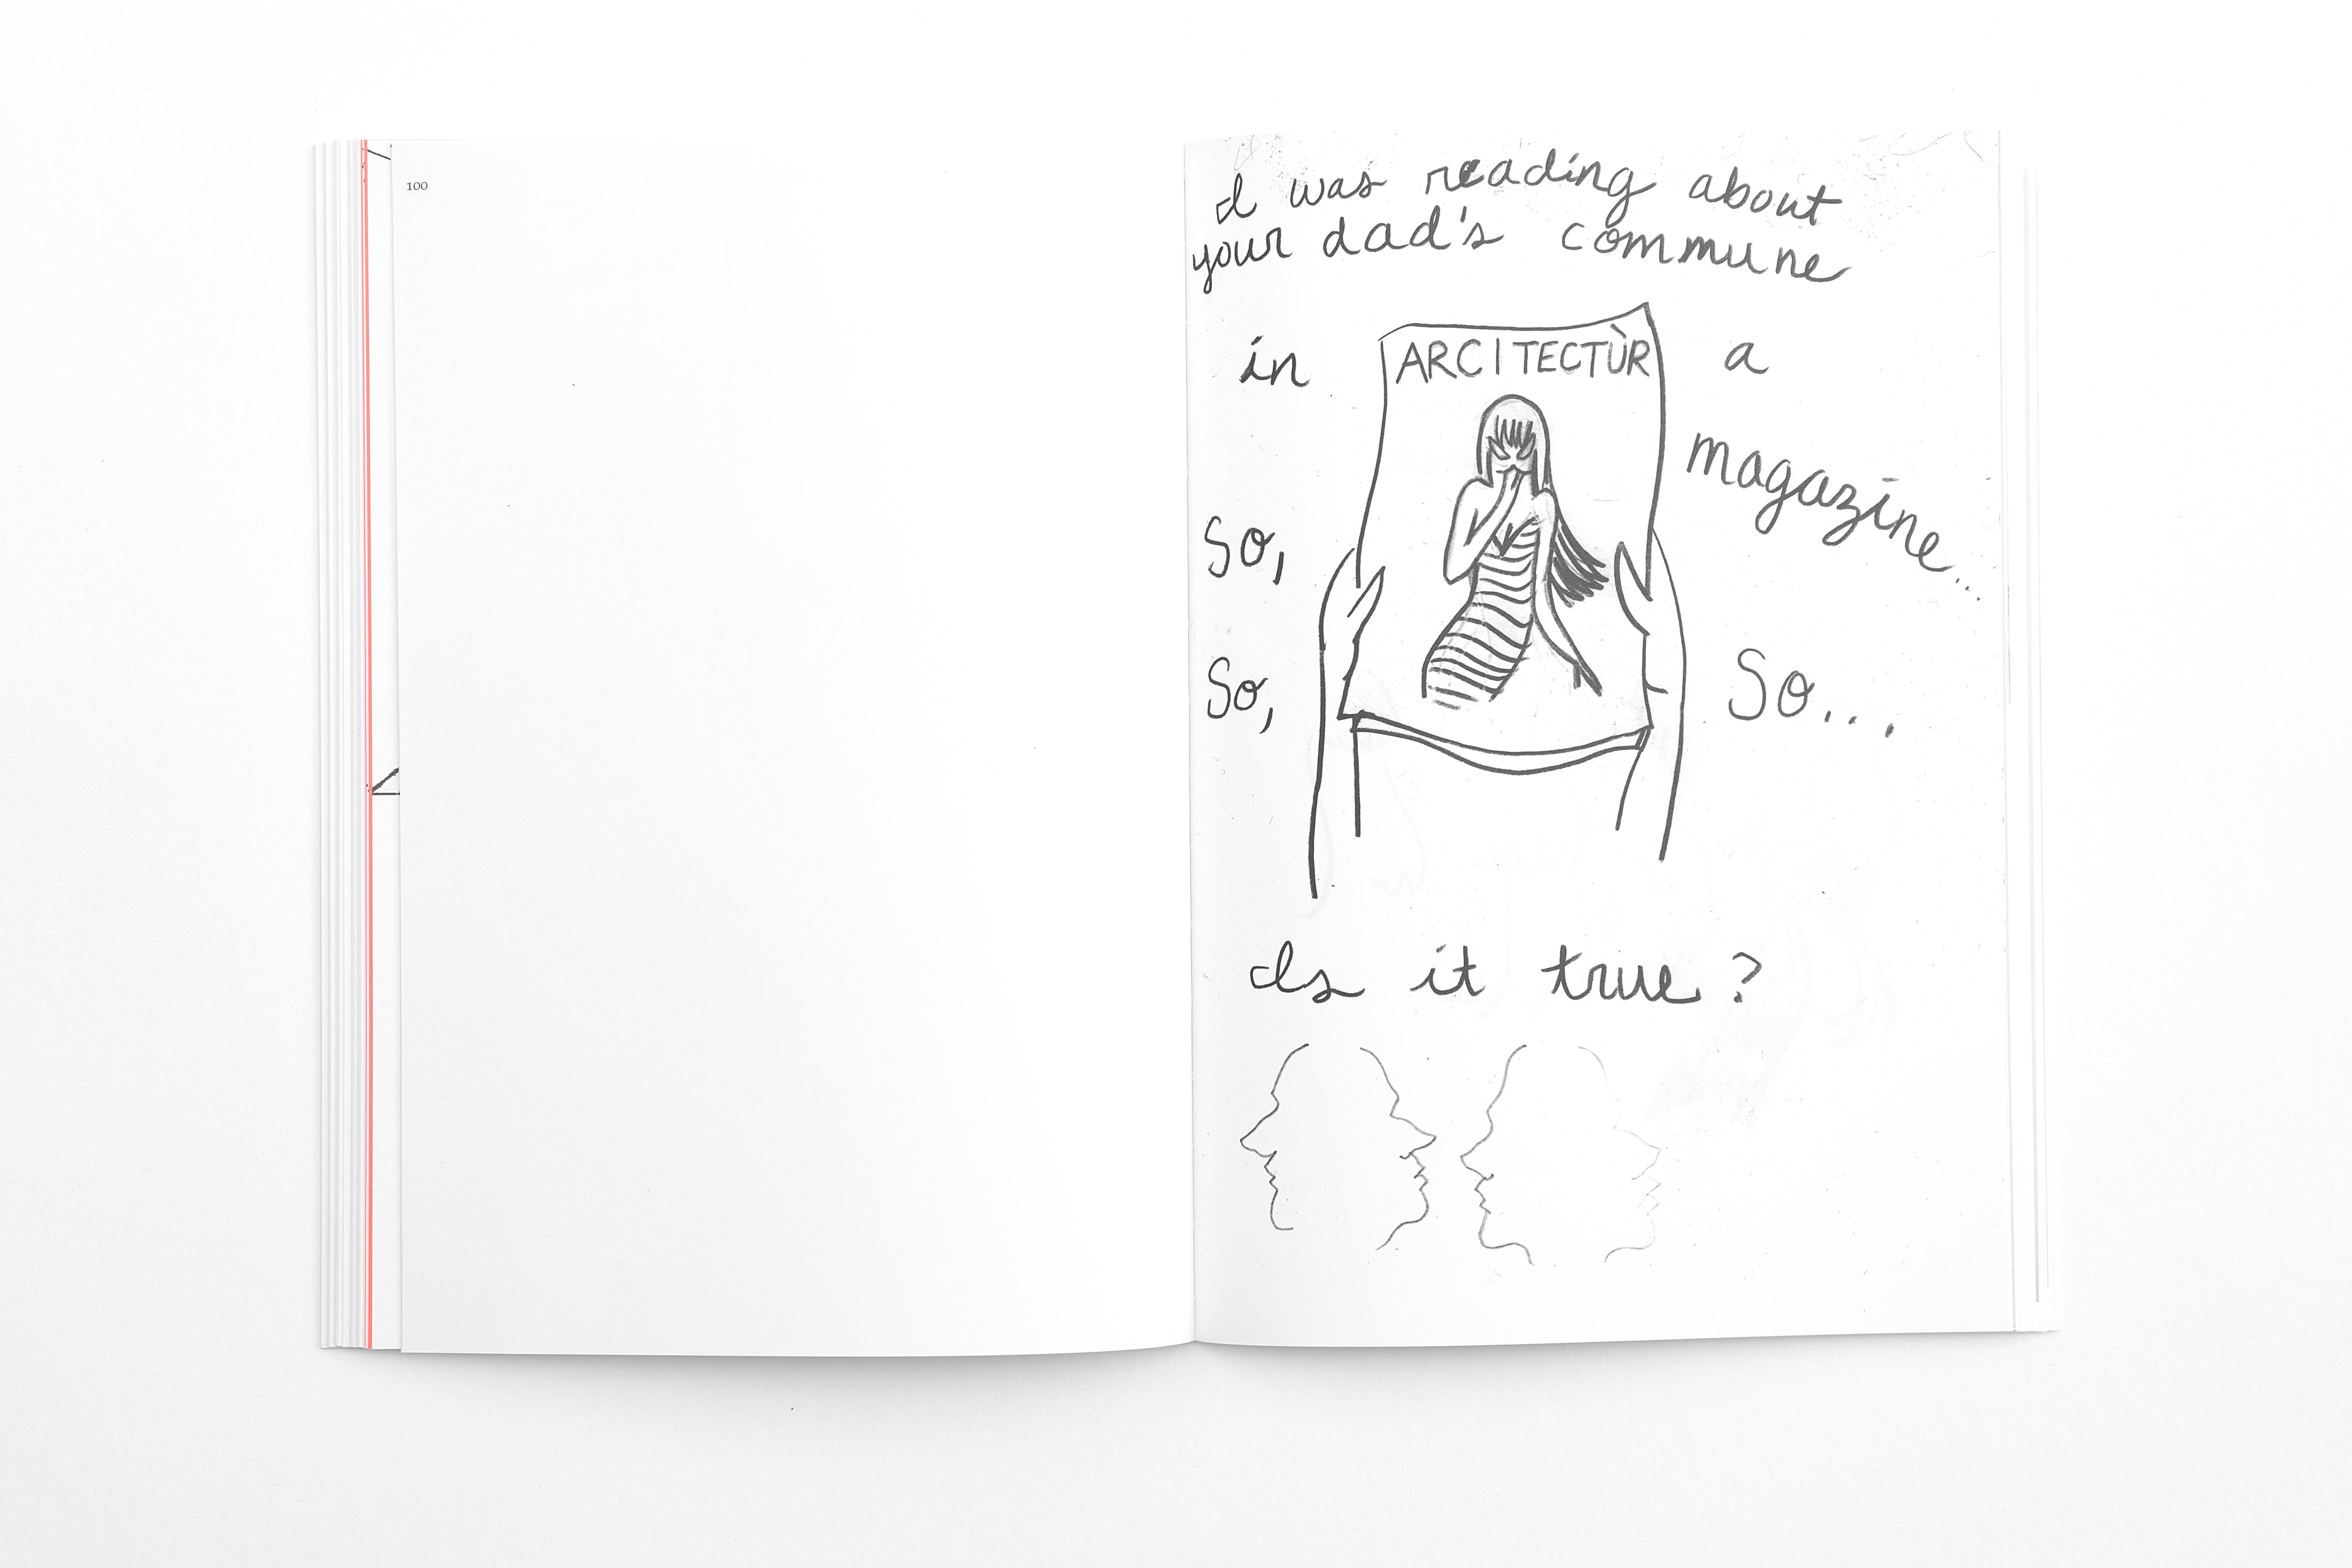 100
I was reading about
your dad's commune
in ARCITECTÙR a
magazine...
So,
So, So...
Is it true?